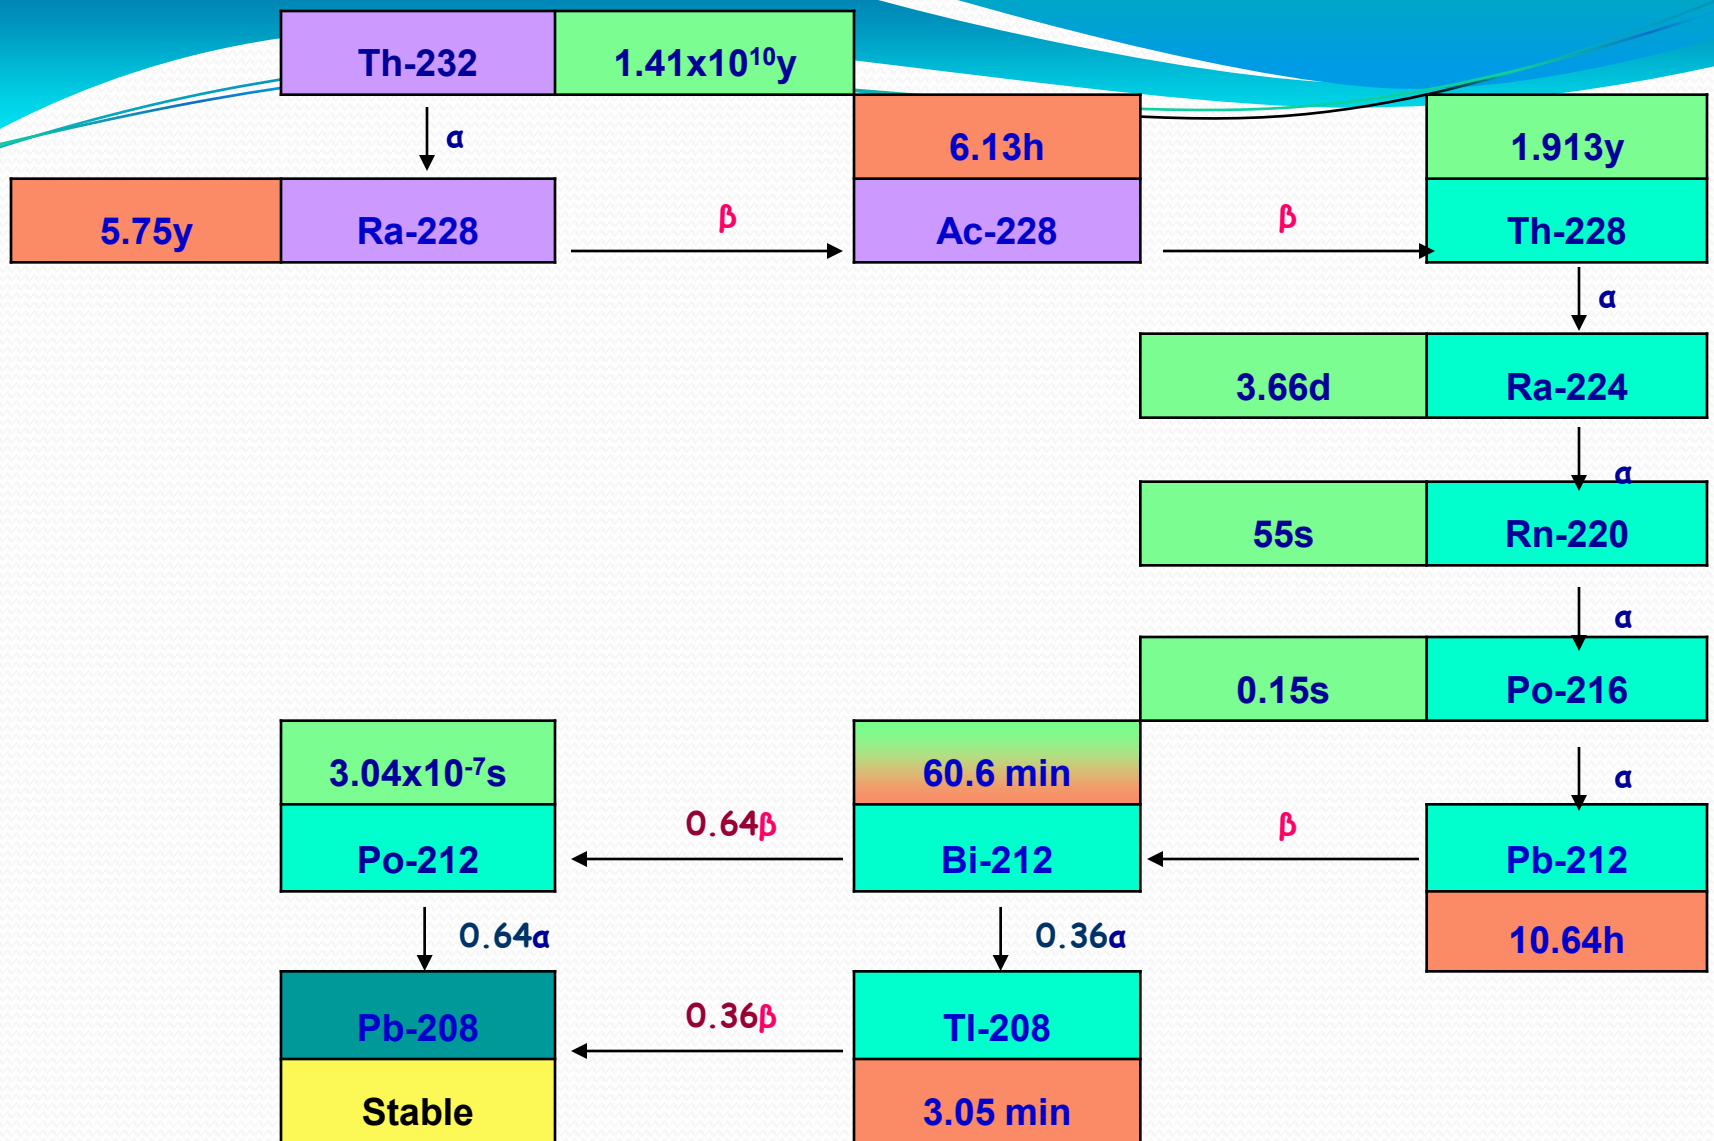 Th-232 1.41x10¹⁰y
α
6.13h 1.913y
5.75y Ra-228 β Ac-228 β Th-228
α
3.66d Ra-224
α
55s Rn-220
α
0.15s Po-216
3.04x10⁻⁷s 60.6 min α
Po-212 0.64β Bi-212 β Pb-212
0.64α 0.36α 10.64h
Pb-208 0.36β Tl-208
Stable 3.05 min